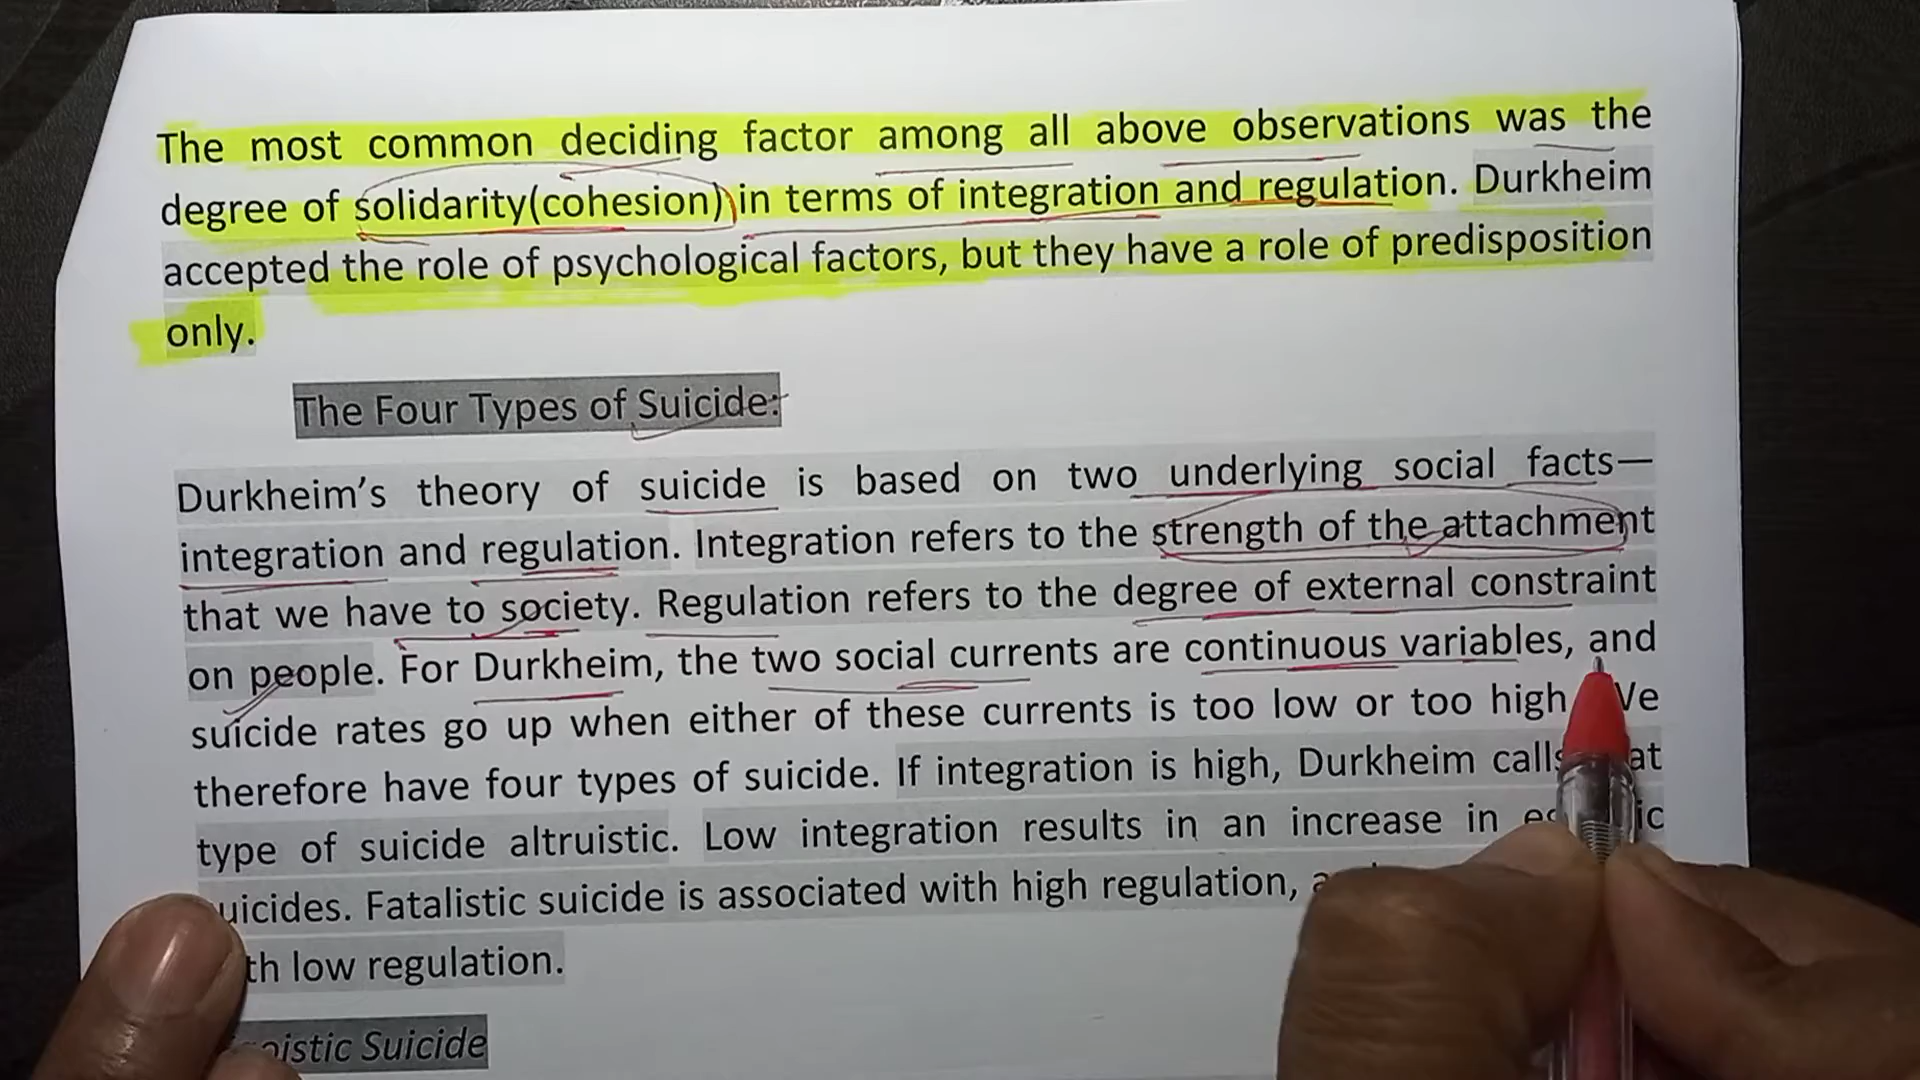 The most common deciding factor among all above observations was the
degree of solidarity(cohesion) in terms of integration and regulation. Durkheim
accepted the role of psychological factors, but they have a role of predisposition
only.
The Four Types of Suicide:
Durkheim's theory of suicide is based on two underlying social facts—
integration and regulation. Integration refers to the strength of the attachment
that we have to society. Regulation refers to the degree of external constraint
on people. For Durkheim, the two social currents are continuous variables, and
suicide rates go up when either of these currents is too low or too high We
therefore have four types of suicide. If integration is high, Durkheim calls
type of suicide altruistic. Low integration results in an increase in
suicides. Fatalistic suicide is associated with high regulation,
low regulation.
Suicide